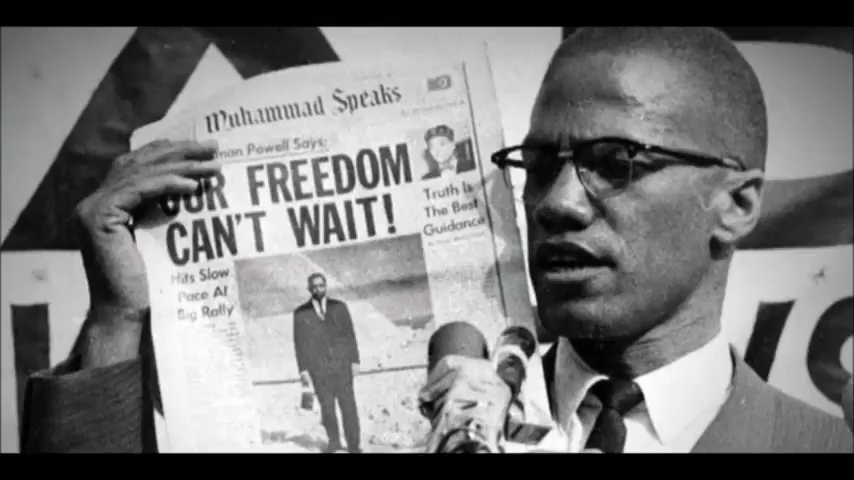 Muhammad Speaks
man Powell Says:
OUR FREEDOM
CAN'T WAIT!
Truth Is
The Best
Guidance
Hits Slow
Pace At
Big Rally